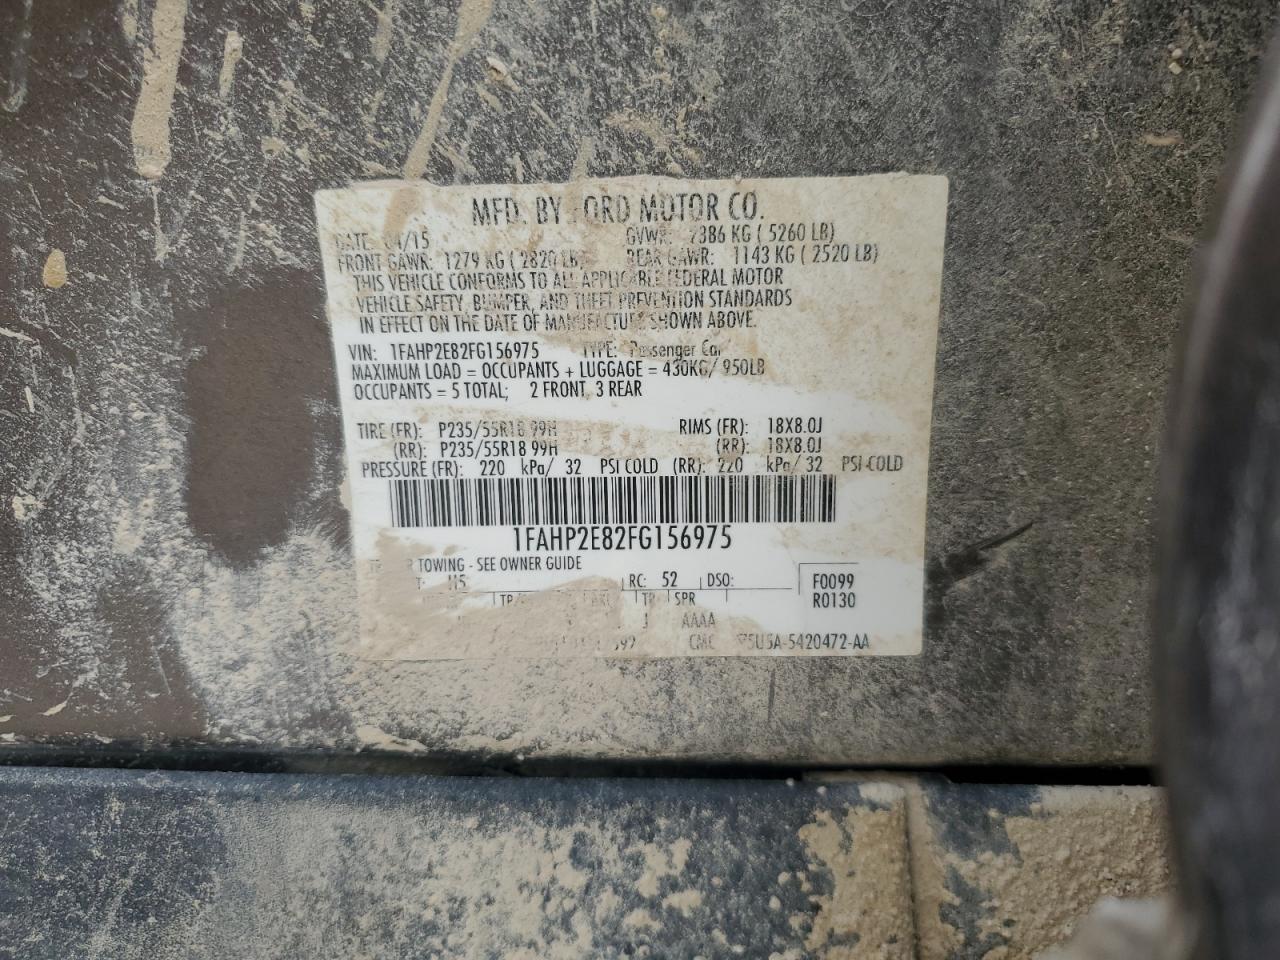 MFD. BY FORD MOTOR CO.
DATE: 04/15 GVWR: 2386 KG ( 5260 LB)
FRONT GAWR: 1279 KG ( 2820 LB) REAR GAWR: 1143 KG ( 2520 LB)
THIS VEHICLE CONFORMS TO ALL APPLICABLE FEDERAL MOTOR
VEHICLE SAFETY, BUMPER, AND THEFT PREVENTION STANDARDS
IN EFFECT ON THE DATE OF MANUFACTURE SHOWN ABOVE.
VIN: 1FAHP2E82FG156975 TYPE: Passenger Car
MAXIMUM LOAD = OCCUPANTS + LUGGAGE = 430KG/ 950LB
OCCUPANTS = 5 TOTAL; 2 FRONT, 3 REAR
TIRE (FR): P235/55R18 99H RIMS (FR): 18X8.0J
(RR): P235/55R18 99H (RR): 18X8.0J
PRESSURE (FR): 220 kPa/ 32 PSI COLD (RR): 220 kPa/ 32 PSI COLD
1FAHP2E82FG156975
TOWING - SEE OWNER GUIDE
RC: 52 DSO: F0099
SPR R0130
AAAA
5420472-AA